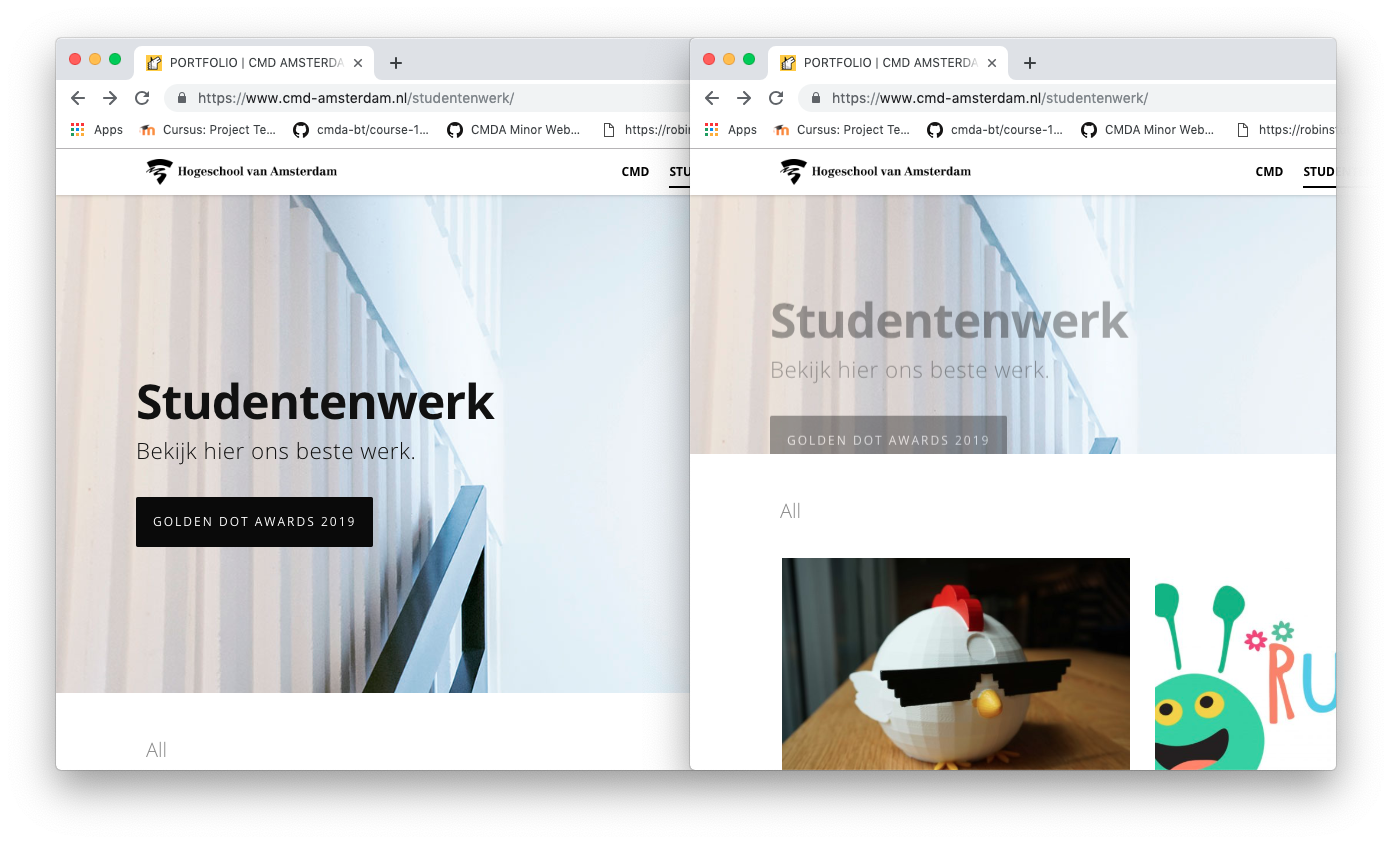 PORTFOLIO | CMD AMSTERDA
https://www.cmd-amsterdam.nl/studentenwerk/
Apps Cursus: Project Te... cmda-bt/course-1... CMDA Minor Web... https://robin
Hogeschool van Amsterdam CMD STU
Studentenwerk
Bekijk hier ons beste werk.
GOLDEN DOT AWARDS 2019
All
PORTFOLIO | CMD AMSTERDA
https://www.cmd-amsterdam.nl/studentenwerk/
Apps Cursus: Project Te... cmda-bt/course-1... CMDA Minor Web... https://robins
Hogeschool van Amsterdam CMD STUD
Studentenwerk
Bekijk hier ons beste werk.
GOLDEN DOT AWARDS 2019
All
RU